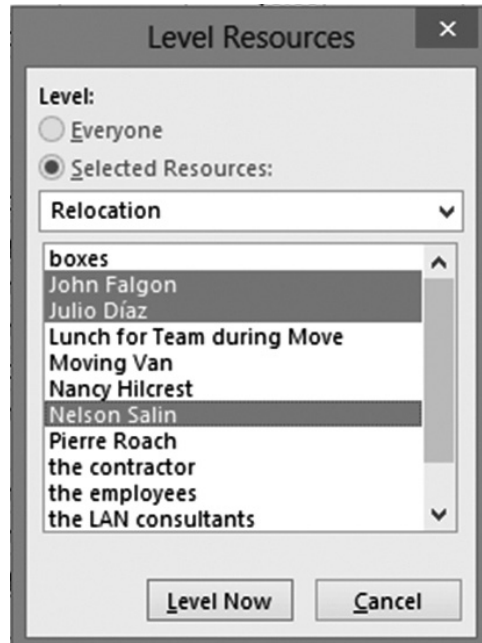 Level Resources
Level:
Everyone
Selected Resources:
Relocation
boxes
John Falgon
Julio Díaz
Lunch for Team during Move
Moving Van
Nancy Hilcrest
Nelson Salin
Pierre Roach
the contractor
the employees
the LAN consultants
Level Now
Cancel